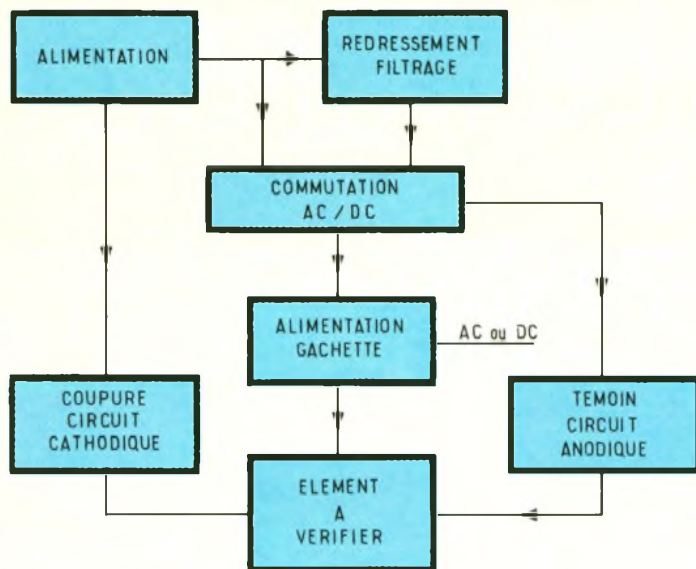 ALIMENTATION
REDRESSEMENT
FILTRAGE
COMMUTATION
AC / DC
ALIMENTATION
GACHETTE
AC ou DC
COUPURE
CIRCUIT
CATHODIQUE
TEMOIN
CIRCUIT
ANODIQUE
ELEMENT
A
VERIFIER